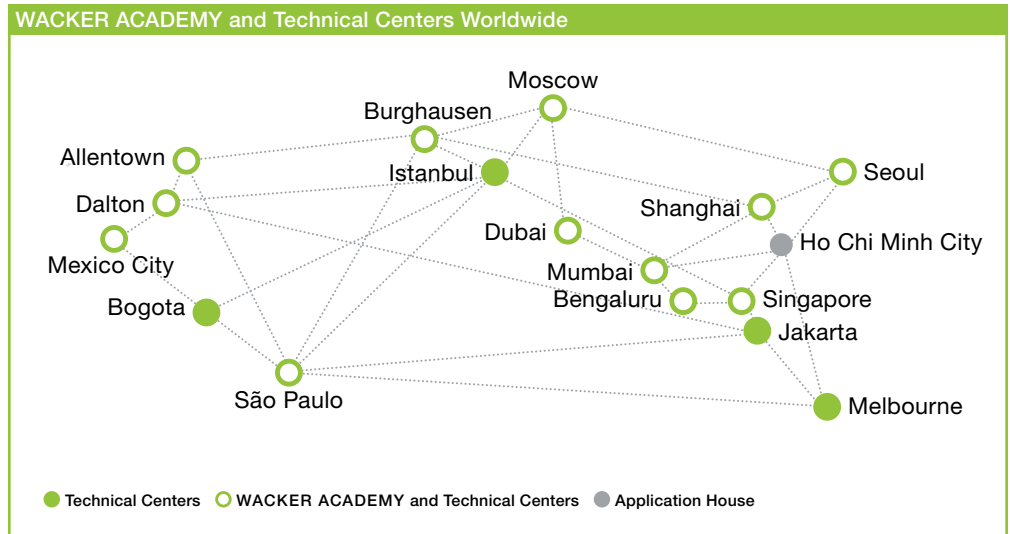 WACKER ACADEMY and Technical Centers Worldwide
Moscow
Burghausen
Allentown
Istanbul
Seoul
Dalton
Shanghai
Dubai
Ho Chi Minh City
Mexico City
Mumbai
Bengaluru
Singapore
Bogota
Jakarta
São Paulo
Melbourne
Technical Centers WACKER ACADEMY and Technical Centers Application House